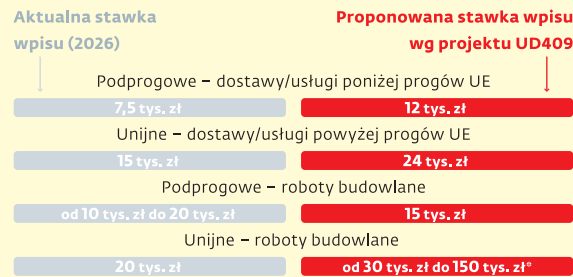 Aktualna stawka
wpisu (2026)
Proponowana stawka wpisu
wg projektu UD409
Podprogowe – dostawy/usługi poniżej progów UE
7,5 tys. zł
12 tys. zł
Unijne – dostawy/usługi powyżej progów UE
15 tys. zł
24 tys. zł
Podprogowe – roboty budowlane
od 10 tys. zł do 20 tys. zł
15 tys. zł
Unijne – roboty budowlane
20 tys. zł
od 30 tys. zł do 150 tys. zł*